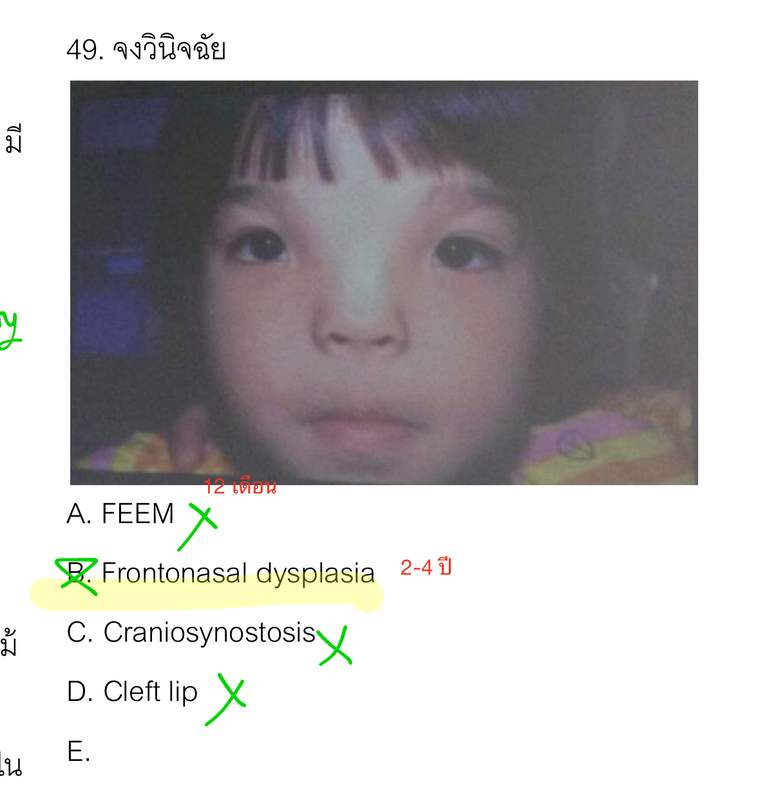 49. จงวินิจฉัย
มี
12 เดือน
A. FEEM
B. Frontonasal dysplasia 2-4 ปี
C. Craniosynostosis
D. Cleft lip
E.